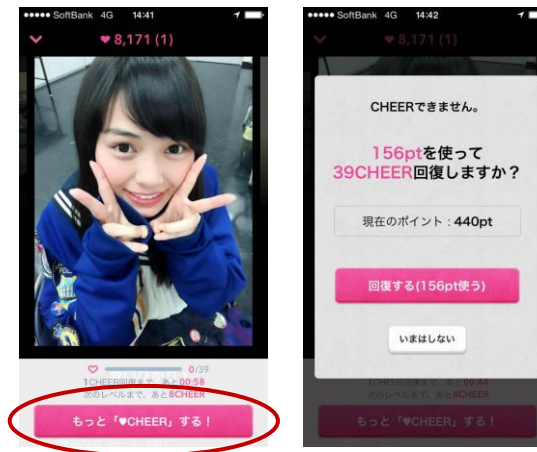 SoftBank 4G 14:41
♥ 8,171 (1)
0/39
1CHEER回復まで、あと00:58
次のレベルまで、あと8CHEER
もっと「♥CHEER」する！
SoftBank 4G 14:42
♥ 8,171 (1)
CHEERできません。
156ptを使って
39CHEER回復しますか？
現在のポイント：440pt
回復する(156pt使う)
いまはしない
1CHEER回復まで、あと00:44
次のレベルまで、あと8CHEER
もっと「♥CHEER」する！